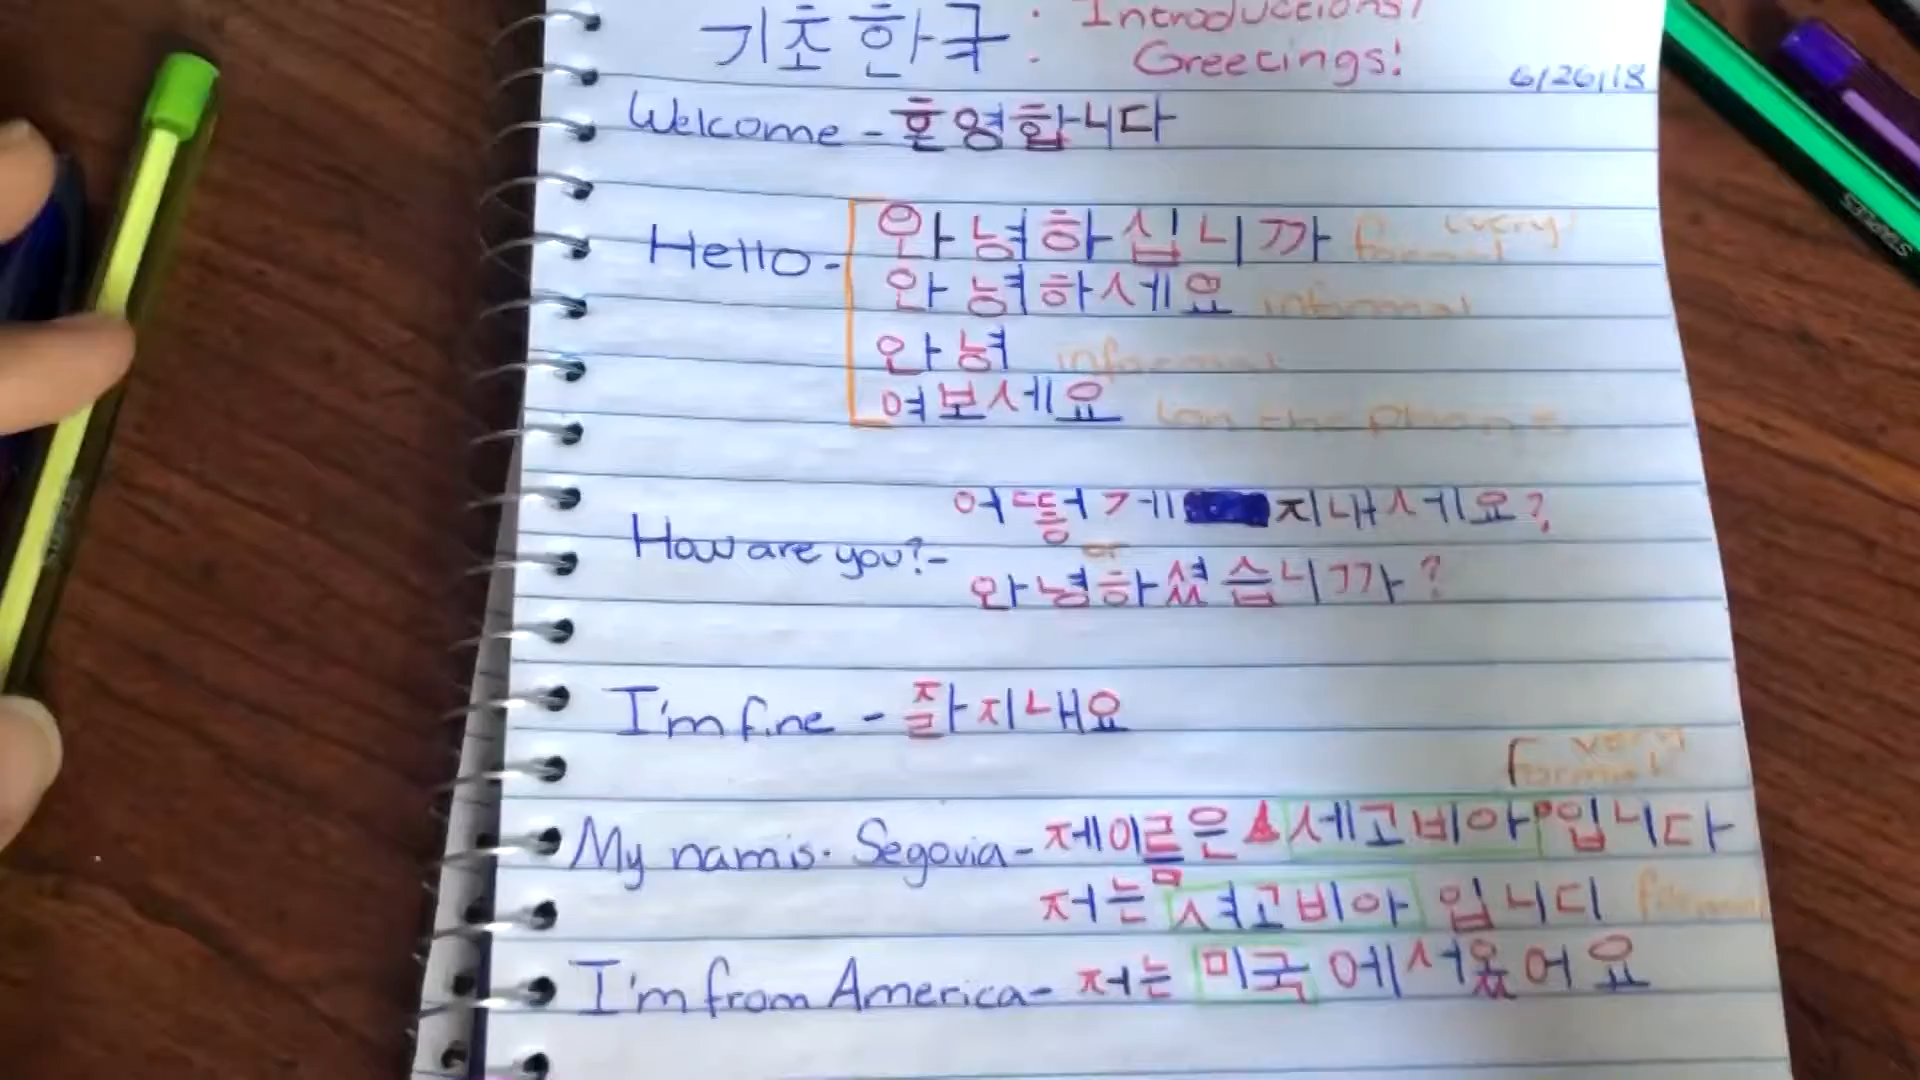 기초한국: Introductions/
Greetings!
6/26/18
Welcome - 혼영합니다
Hello - 안녕하십니까 (very) formal
안녕하세요 informal
안녕 informal
여보세요 (on the phone
How are you? - 어떻게 지내세요?
or
안녕하셨습니까?
I'm fine - 잘 지내요
very formal
My nam is. Segovia - 제이르은 세고비아 입니다
저는 셔고비아 입니디 formal
I'm from America - 저는 미국에서 왔어요
STAPLES